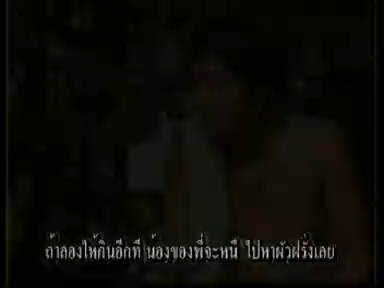 ถ้าลองให้กินอีกที น้องของพี่จะหนี ไปหาผัวฝรั่งเลย